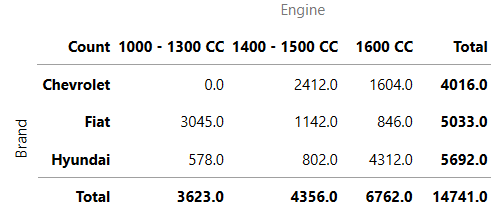 Engine
Count 1000 - 1300 CC 1400 - 1500 CC 1600 CC Total
Chevrolet 0.0 2412.0 1604.0 4016.0
Fiat 3045.0 1142.0 846.0 5033.0
Brand
Hyundai 578.0 802.0 4312.0 5692.0
Total 3623.0 4356.0 6762.0 14741.0